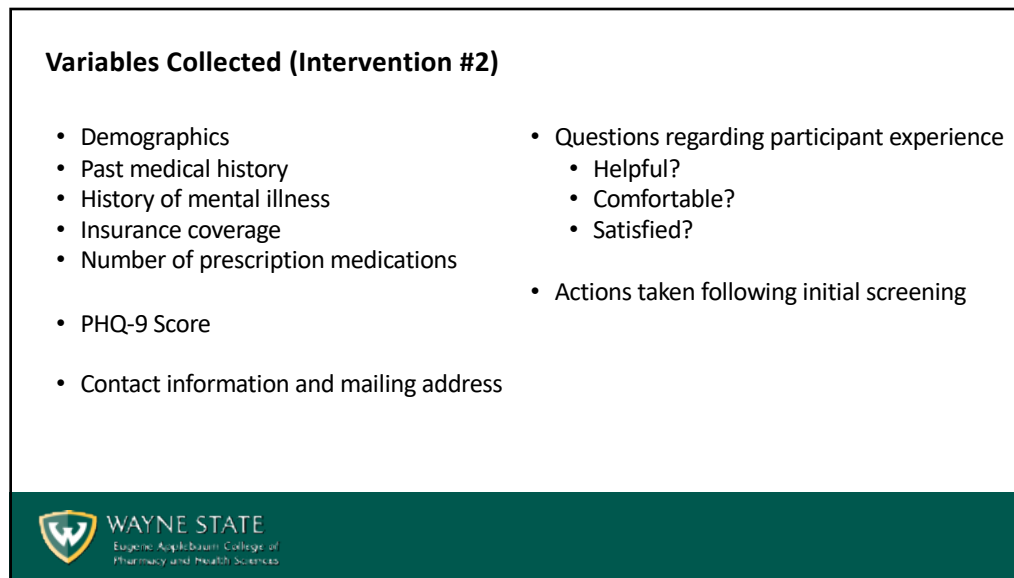 Variables Collected (Intervention #2)
• Demographics
• Past medical history
• History of mental illness
• Insurance coverage
• Number of prescription medications
• PHQ-9 Score
• Contact information and mailing address
• Questions regarding participant experience
• Helpful?
• Comfortable?
• Satisfied?
• Actions taken following initial screening
WAYNE STATE
Eugene Applebaum College of
Pharmacy and Health Sciences